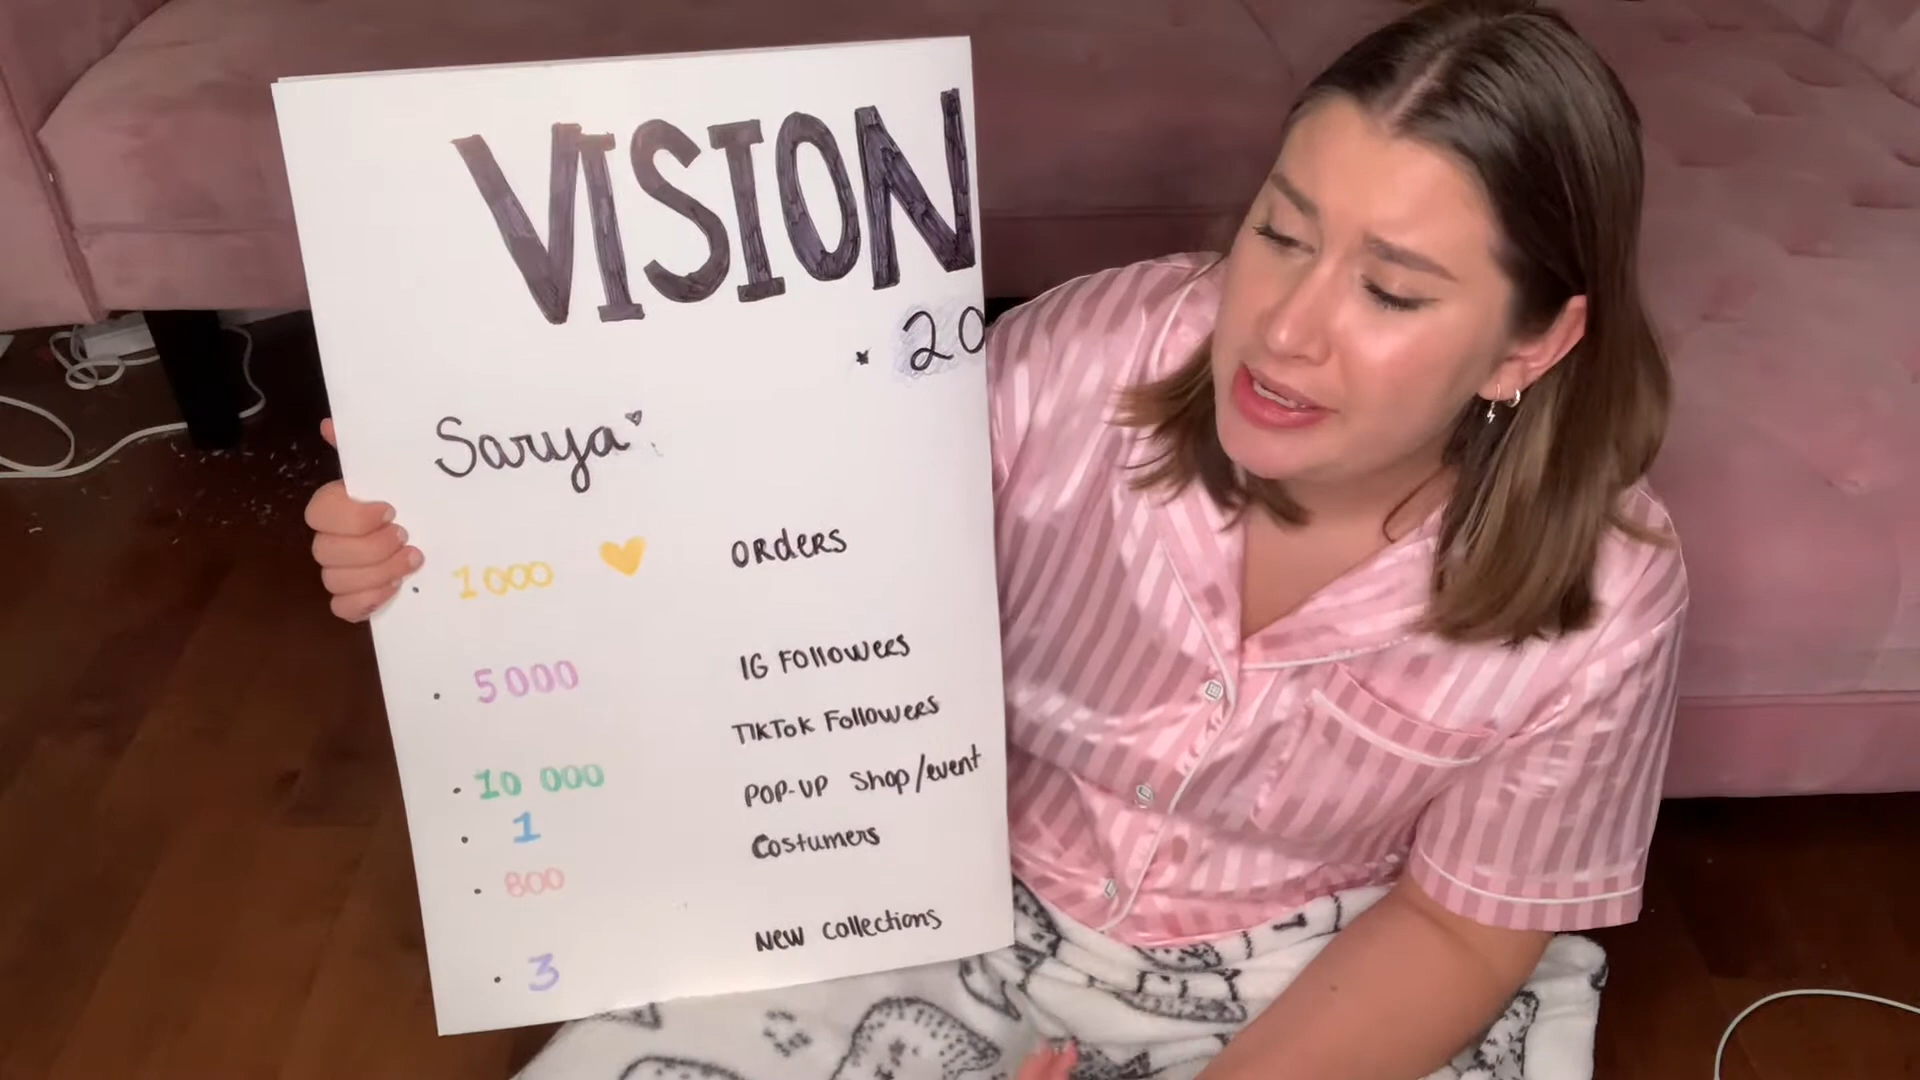 VISION
20
Sarya
1000 ORdeRS
5000 IG FollowERS
TIKToK FollowERS
10 000 POP-UP Shop/event
1 Costumers
800
3 New collections